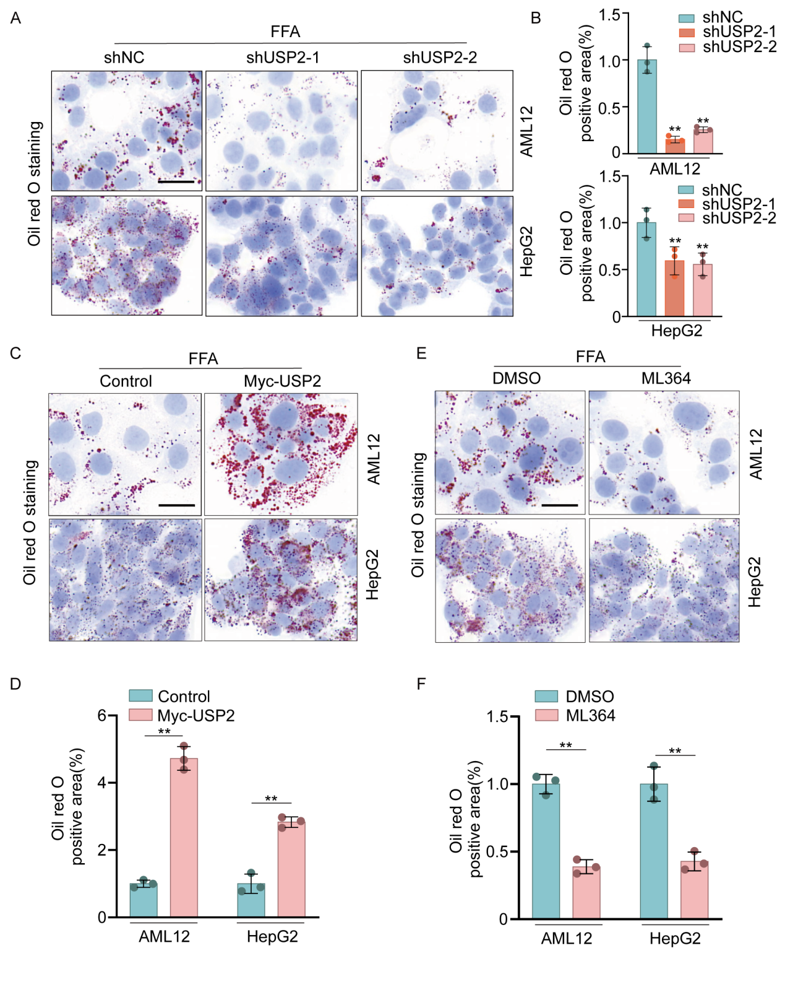 A
FFA
shNC shUSP2-1 shUSP2-2
Oil red O staining
AML12
HepG2
B
Oil red O
positive area(%)
1.5
1.0
0.5
0
shNC
shUSP2-1
shUSP2-2
**
**
AML12
Oil red O
positive area(%)
1.5
1.0
0.5
0
shNC
shUSP2-1
shUSP2-2
**
**
HepG2
C
FFA
Control Myc-USP2
Oil red O staining
AML12
HepG2
E
FFA
DMSO ML364
Oil red O staining
AML12
HepG2
D
Control
Myc-USP2
Oil red O
positive area(%)
6
4
2
0
**
**
AML12 HepG2
F
DMSO
ML364
Oil red O
positive area(%)
1.5
1.0
0.5
0
**
**
AML12 HepG2